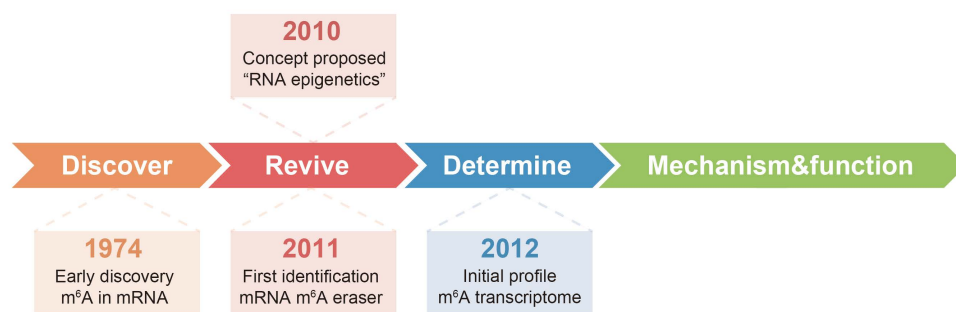 2010
Concept proposed
“RNA epigenetics”
Discover
Revive
Determine
Mechanism&function
1974
Early discovery
m⁶A in mRNA
2011
First identification
mRNA m⁶A eraser
2012
Initial profile
m⁶A transcriptome